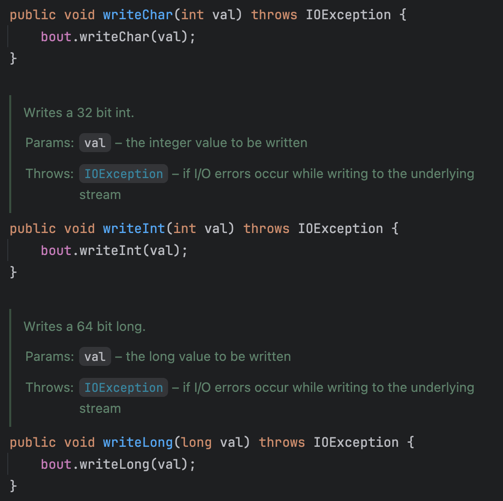 public void writeChar(int val) throws IOException {
bout.writeChar(val);
}
Writes a 32 bit int.
Params: val – the integer value to be written
Throws: IOException – if I/O errors occur while writing to the underlying
stream
public void writeInt(int val) throws IOException {
bout.writeInt(val);
}
Writes a 64 bit long.
Params: val – the long value to be written
Throws: IOException – if I/O errors occur while writing to the underlying
stream
public void writeLong(long val) throws IOException {
bout.writeLong(val);
}